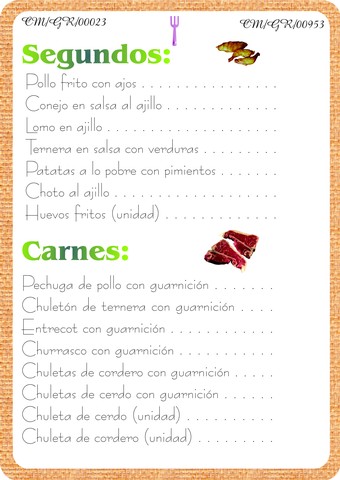 CM/GR/00023 CM/GR/00953
Segundos:
Pollo frito con ajos . . . . . . . . . . . . . . . .
Conejo en salsa al ajillo . . . . . . . . . . . . .
Lomo en ajillo . . . . . . . . . . . . . . . . . . . .
Ternera en salsa con verduras . . . . . . . . .
Patatas a lo pobre con pimientos . . . . . . .
Choto al ajillo . . . . . . . . . . . . . . . . . . .
Huevos fritos (unidad) . . . . . . . . . . . . .
Carnes:
Pechuga de pollo con guarnición . . . . . . .
Chuletón de ternera con guarnición . . . .
Entrecot con guarnición . . . . . . . . . . . .
Churrasco con guarnición . . . . . . . . . . .
Chuletas de cordero con guarnición . . . . .
Chuletas de cerdo con guarnición . . . . . .
Chuleta de cerdo (unidad) . . . . . . . . . .
Chuleta de cordero (unidad) . . . . . . . . .